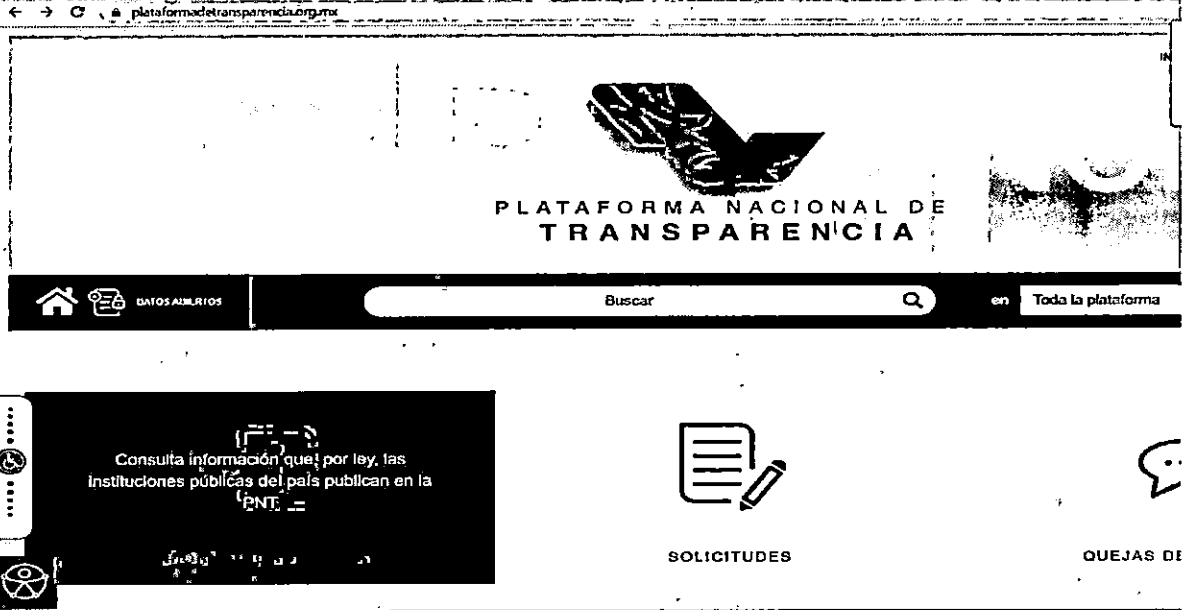 plataformadetransparencia.org.mx
IN
PLATAFORMA NACIONAL DE
TRANSPARENCIA
DATOS ABIERTOS
Buscar
en
Toda la plataforma
Consulta información que, por ley, las
instituciones públicas del país publican en la
PNT.
SOLICITUDES
QUEJAS DE